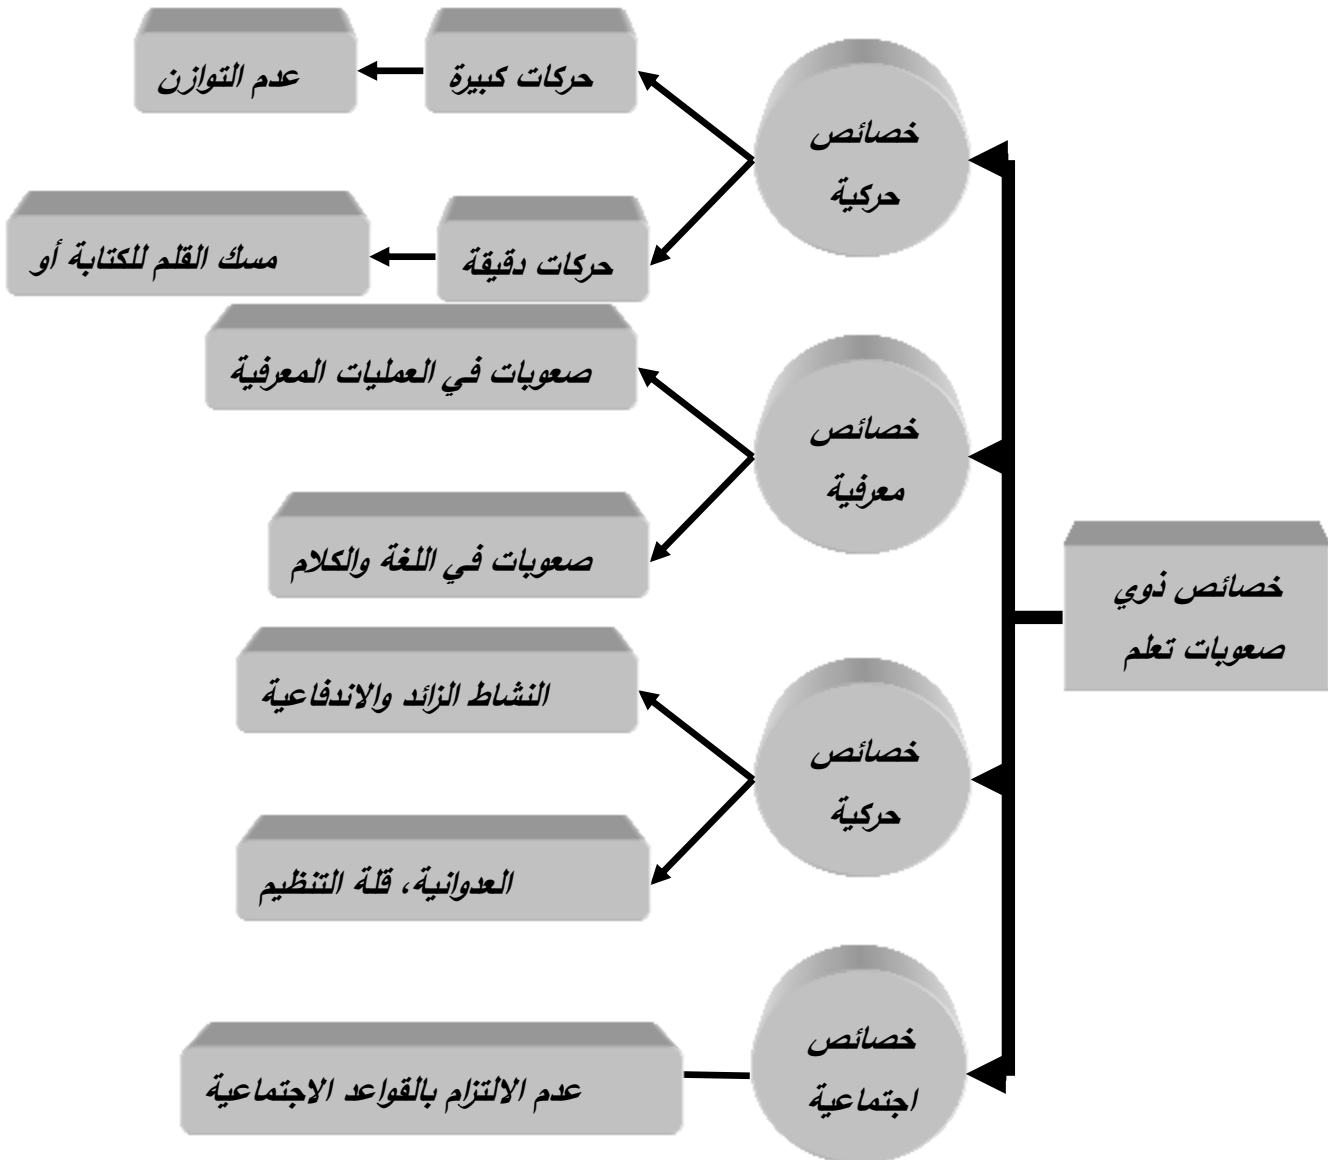 خصائص ذوي
صعوبات تعلم
خصائص
حركية
حركات كبيرة
عدم التوازن
حركات دقيقة
مسك القلم للكتابة أو
خصائص
معرفية
صعوبات في العمليات المعرفية
صعوبات في اللغة والكلام
خصائص
حركية
النشاط الزائد والاندفاعية
العدوانية، قلة التنظيم
خصائص
اجتماعية
عدم الالتزام بالقواعد الاجتماعية